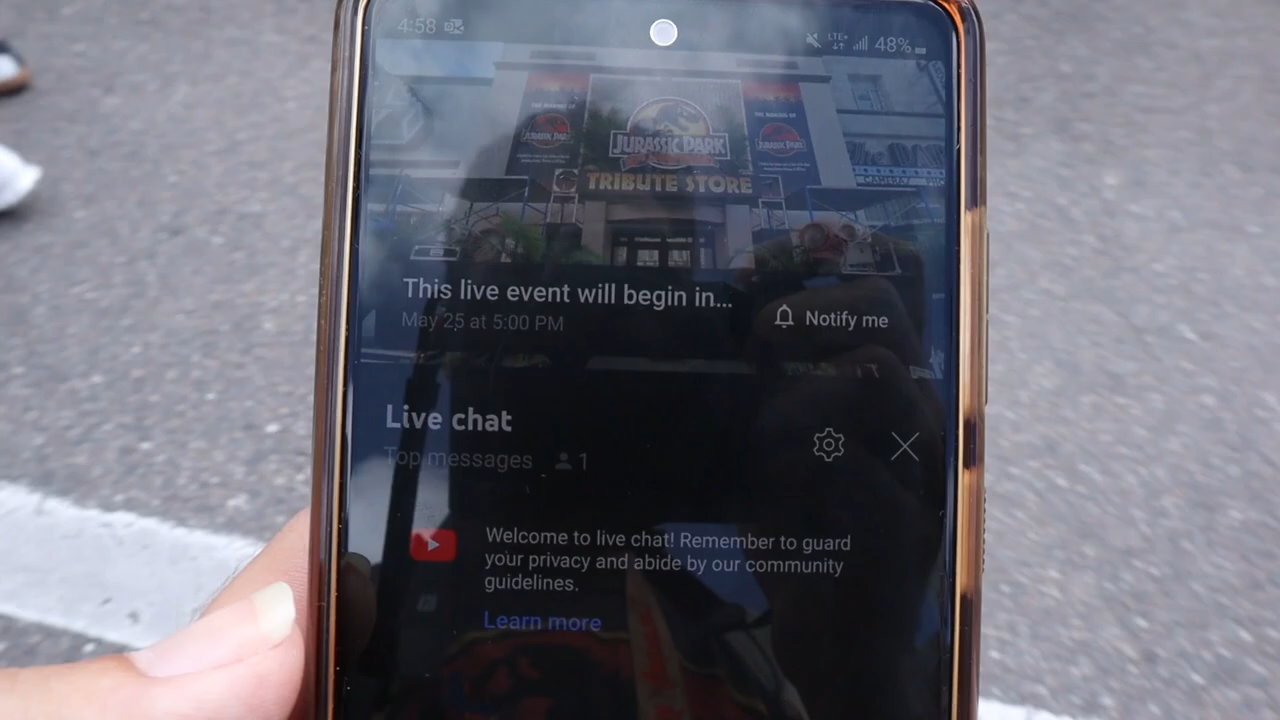 4:58
LTE+
48%
THE MAKING OF
JURASSIC PARK
JURASSIC PARK
THE MAKING OF
JURASSIC PARK
TRIBUTE STORE
CAMERA
This live event will begin in...
May 25 at 5:00 PM
Notify me
Live chat
Top messages 1
Welcome to live chat! Remember to guard
your privacy and abide by our community
guidelines.
Learn more